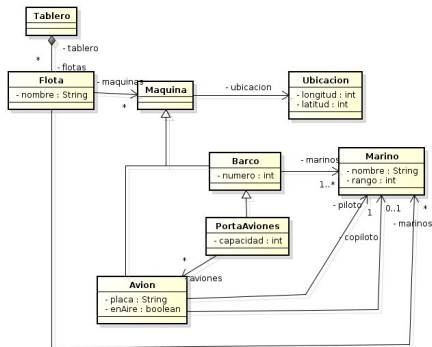 Tablero
- tablero
*
- flotas
Flota
- nombre : String
- maquinas
*
Maquina
- ubicacion
Ubicacion
- longitud : int
- latitud : int
Barco
- numero : int
- marinos
1..*
Marino
- nombre : String
- rango : int
- piloto
1
0..1
*
- marinos
- copiloto
PortaAviones
- capacidad : int
*
- aviones
Avion
- placa : String
- enAire : boolean